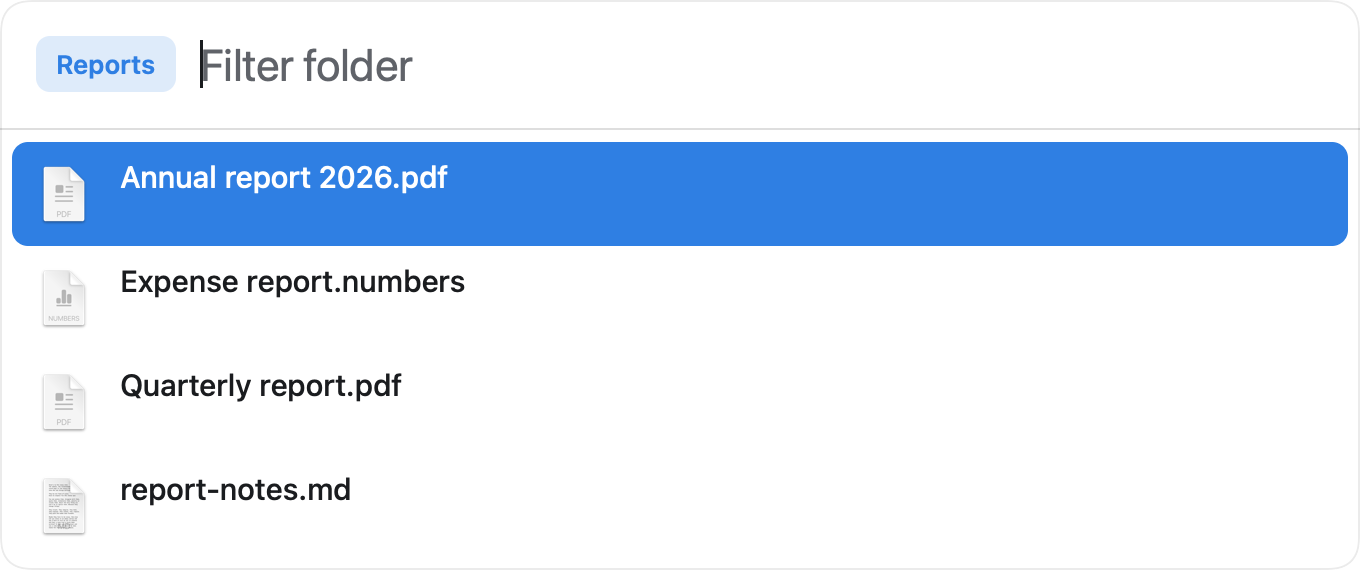 Reports
Filter folder
Annual report 2026.pdf
PDF
Expense report.numbers
NUMBERS
Quarterly report.pdf
PDF
report-notes.md
MD